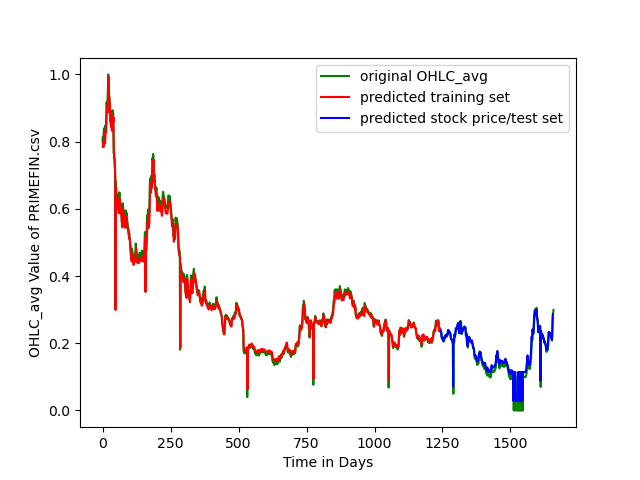 original OHLC_avg
predicted training set
predicted stock price/test set
OHLC_avg Value of PRIMEFIN.csv
1.0
0.8
0.6
0.4
0.2
0.0
0 250 500 750 1000 1250 1500
Time in Days